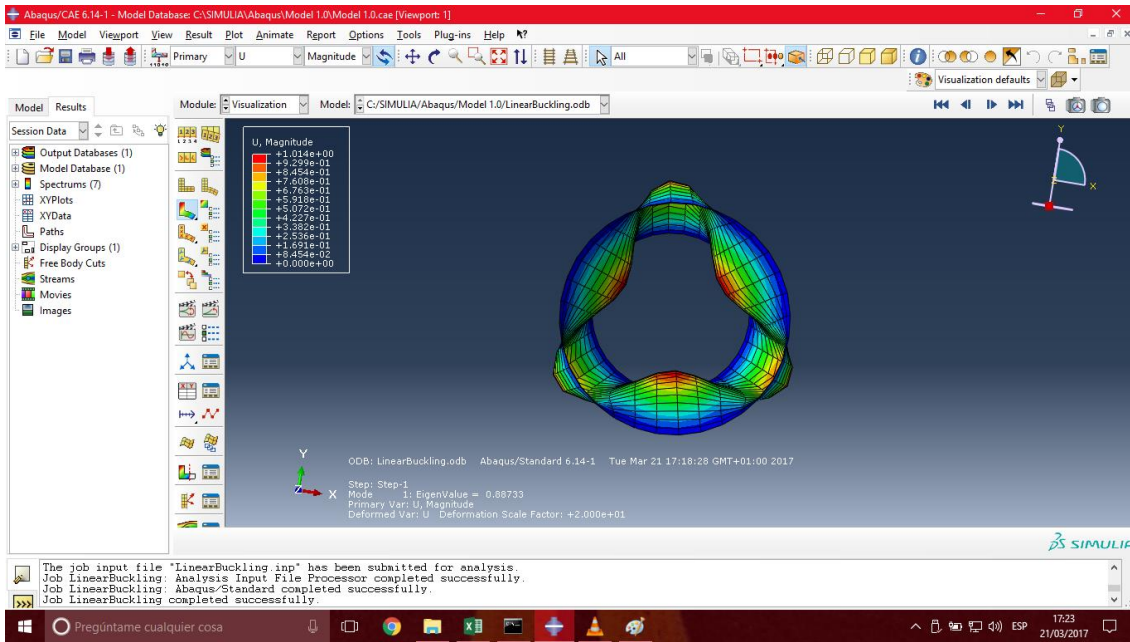 Abaqus/CAE 6.14-1 - Model Database: C:\SIMULIA\Abaqus\Model 1.0\Model 1.0.cae [Viewport: 1]
File Model Viewport View Result Plot Animate Report Options Tools Plug-ins Help
Primary U Magnitude All
Visualization defaults
Model Results Module: Visualization Model: C:/SIMULIA/Abaqus/Model 1.0/LinearBuckling.odb
Session Data
Output Databases (1)
Model Database (1)
Spectrums (7)
XYPlots
XYData
Paths
Display Groups (1)
Free Body Cuts
Streams
Movies
Images
U, Magnitude
+1.014e+00
+9.299e-01
+8.454e-01
+7.608e-01
+6.763e-01
+5.918e-01
+5.072e-01
+4.227e-01
+3.382e-01
+2.536e-01
+1.691e-01
+8.454e-02
+0.000e+00
Y
X
Z
Y
X
ODB: LinearBuckling.odb Abaqus/Standard 6.14-1 Tue Mar 21 17:18:28 GMT+01:00 2017
Step: Step-1
Mode 1: EigenValue = 0.88733
Primary Var: U, Magnitude
Deformed Var: U Deformation Scale Factor: +2.000e+01
SIMULIA
The job input file "LinearBuckling.inp" has been submitted for analysis.
Job LinearBuckling: Analysis Input File Processor completed successfully.
Job LinearBuckling: Abaqus/Standard completed successfully.
Job LinearBuckling completed successfully.
Pregúntame cualquier cosa
ESP
17:23
21/03/2017